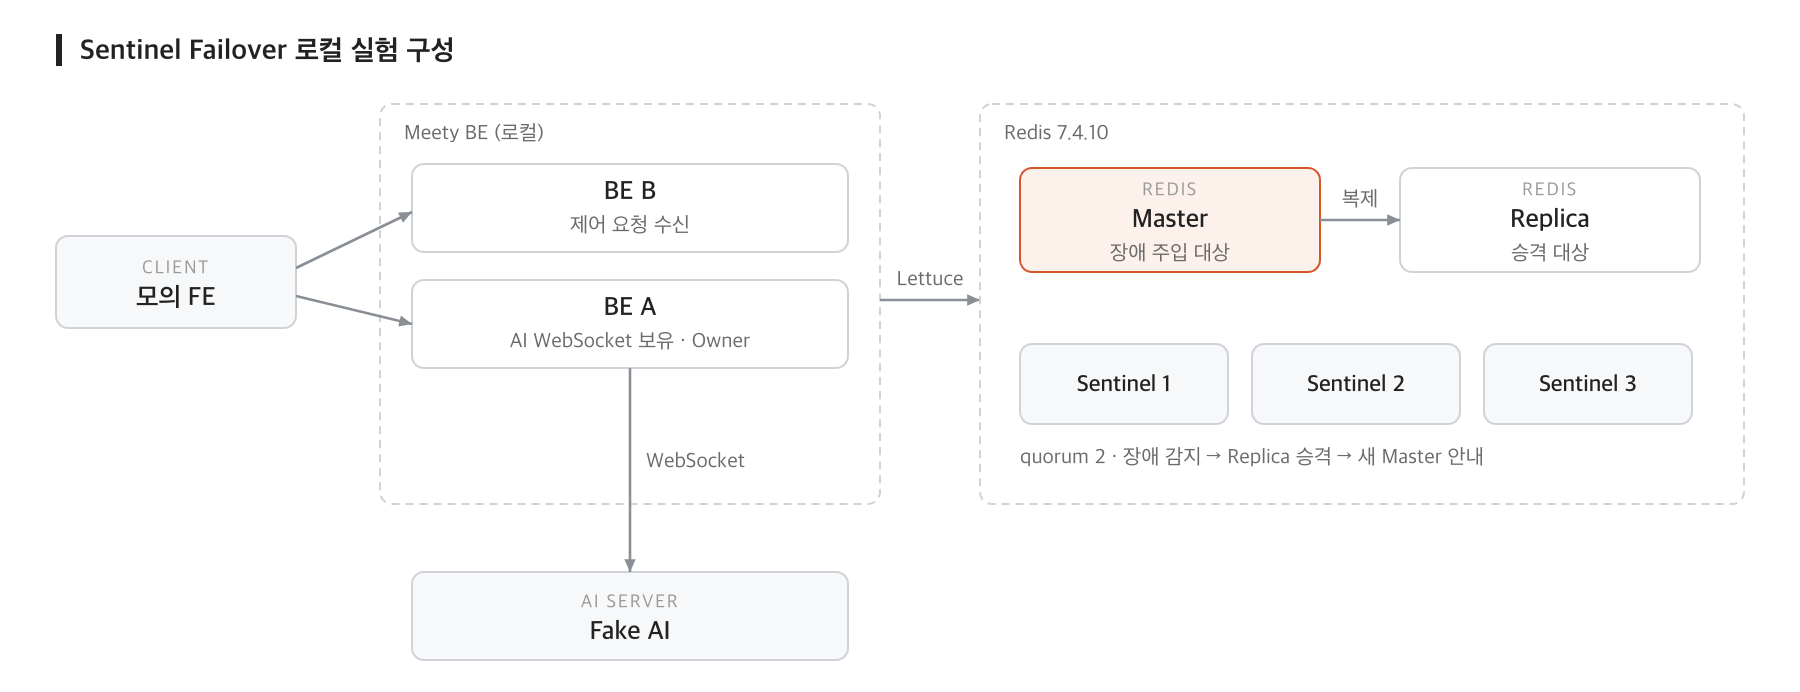 Sentinel Failover 로컬 실험 구성
Meety BE (로컬)
BE B
제어 요청 수신
CLIENT
모의 FE
BE A
AI WebSocket 보유 · Owner
WebSocket
AI SERVER
Fake AI
Lettuce
Redis 7.4.10
REDIS
Master
장애 주입 대상
복제
REDIS
Replica
승격 대상
Sentinel 1
Sentinel 2
Sentinel 3
quorum 2 · 장애 감지 → Replica 승격 → 새 Master 안내